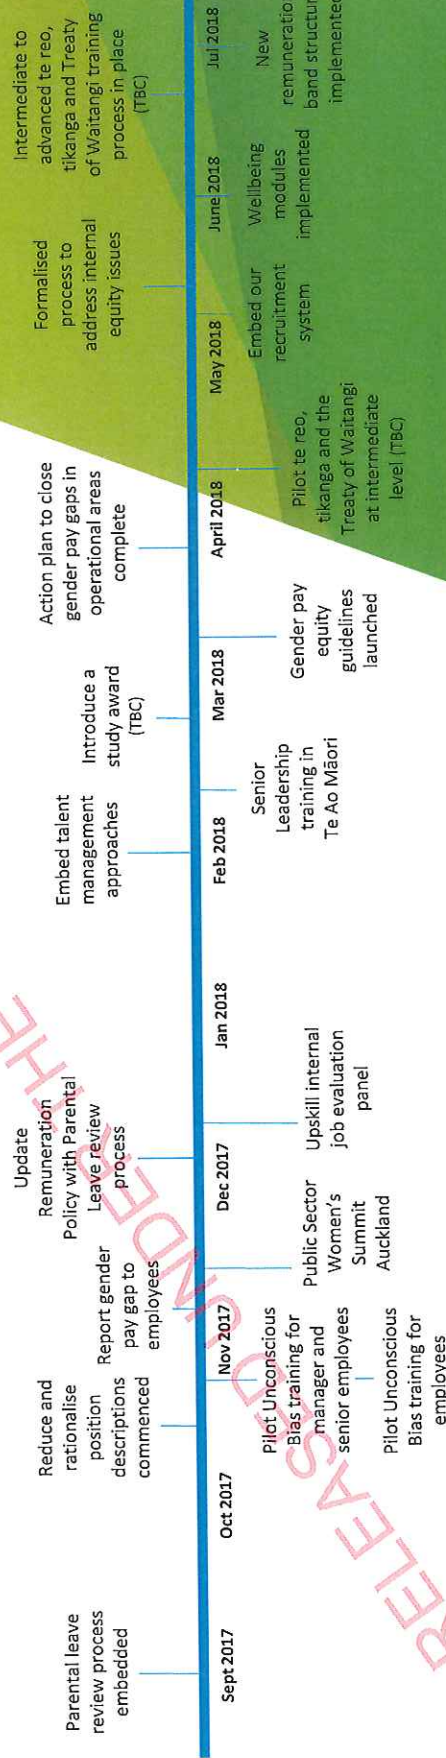 Parental leave
review process
embedded
Reduce and
rationalise
position
descriptions
commenced
Report gender
pay gap to
employees
Update
Remuneration
Policy with Parental
Leave review
process
Embed talent
management
approaches
Introduce a
study award
(TBC)
Action plan to close
gender pay gaps in
operational areas
complete
Formalised
process to
address internal
equity issues
Intermediate to
advanced te reo,
tikanga and Treaty
of Waitangi training
process in place
(TBC)
Sept 2017
Oct 2017
Nov 2017
Dec 2017
Jan 2018
Feb 2018
Mar 2018
April 2018
May 2018
June 2018
Jul 2018
Pilot Unconscious
Bias training for
manager and
senior employees
Pilot Unconscious
Bias training for
employees
Public Sector
Women's
Summit
Auckland
Upskill internal
job evaluation
panel
Senior
Leadership
training in
Te Ao Māori
Gender pay
equity
guidelines
launched
Pilot te reo,
tikanga and the
Treaty of Waitangi
at intermediate
level (TBC)
Embed our
recruitment
system
Wellbeing
modules
implemented
New
remuneration
band structur
implemented
RELEASED UNDER THE